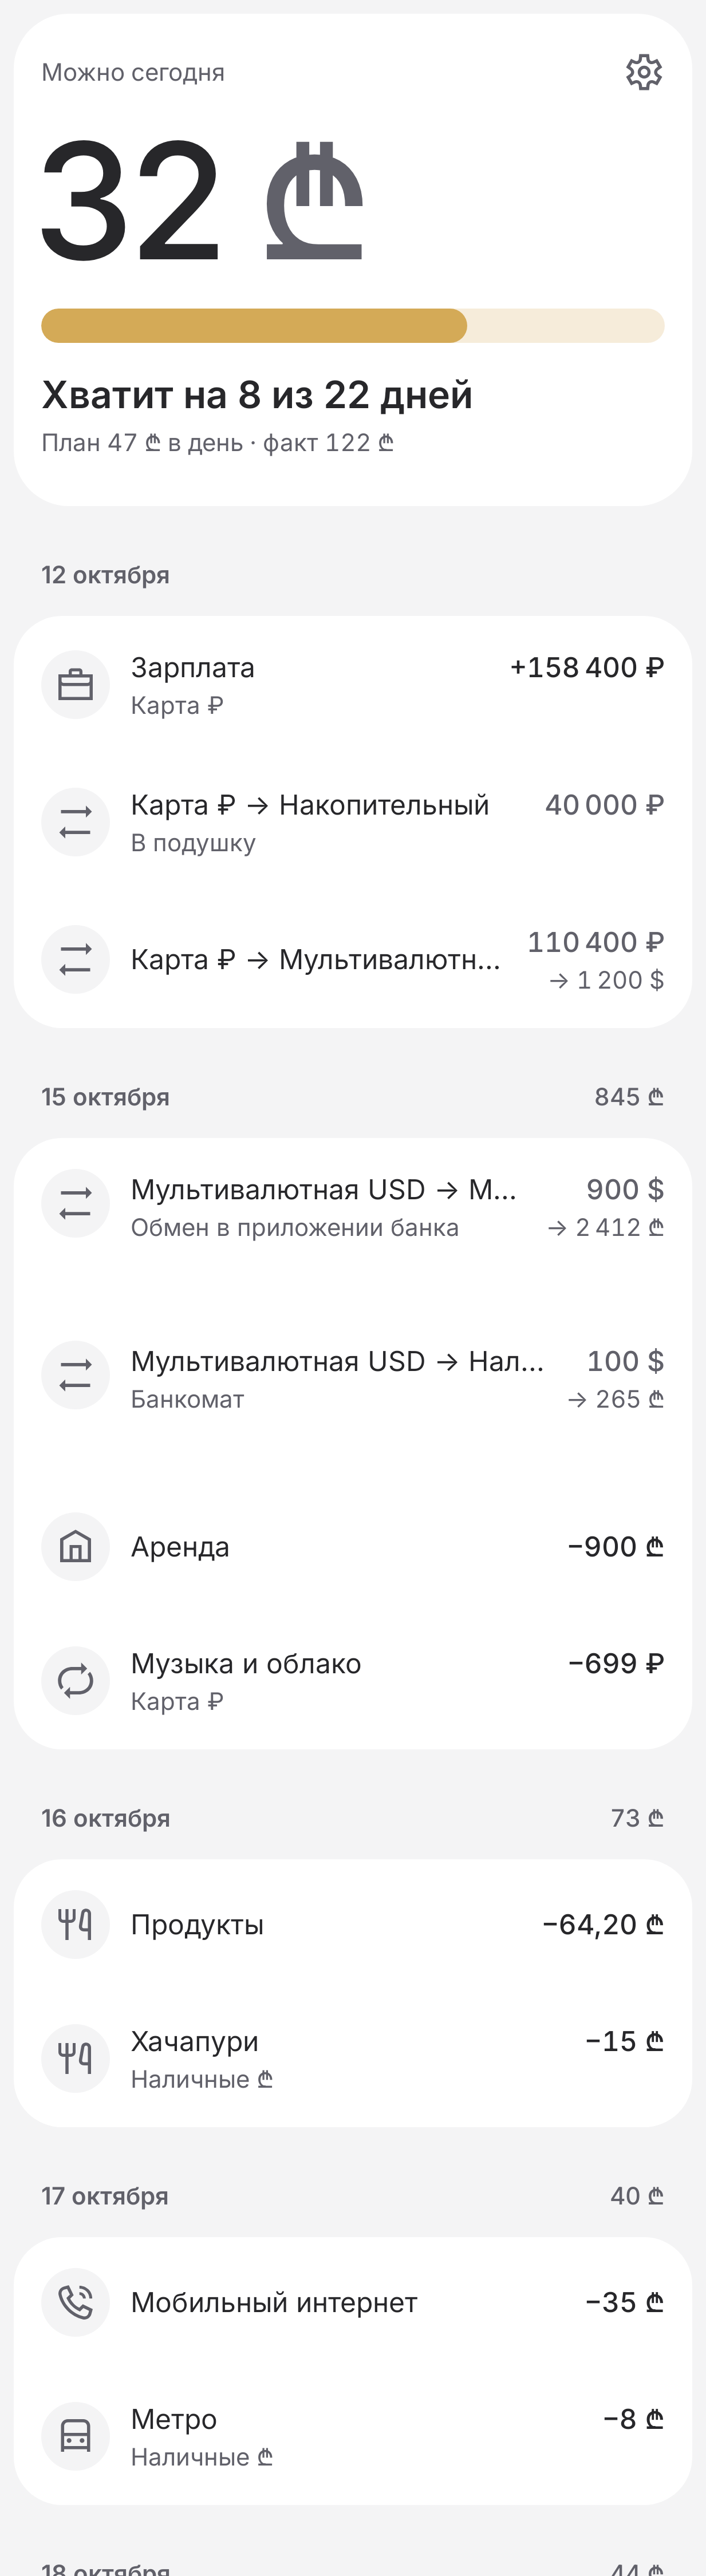 Можно сегодня
32 ₾
Хватит на 8 из 22 дней
План 47 ₾ в день · факт 122 ₾
12 октября
Зарплата
+158 400 ₽
Карта ₽
Карта ₽ → Накопительный
40 000 ₽
В подушку
Карта ₽ → Мультивалютн...
110 400 ₽
→ 1 200 $
15 октября
845 ₾
Мультивалютная USD → М...
900 $
Обмен в приложении банка
→ 2 412 ₾
Мультивалютная USD → Нал...
100 $
Банкомат
→ 265 ₾
Аренда
−900 ₾
Музыка и облако
−699 ₽
Карта ₽
16 октября
73 ₾
Продукты
−64,20 ₾
Хачапури
−15 ₾
Наличные ₾
17 октября
40 ₾
Мобильный интернет
−35 ₾
Метро
−8 ₾
Наличные ₾
18 октября
44 ₾